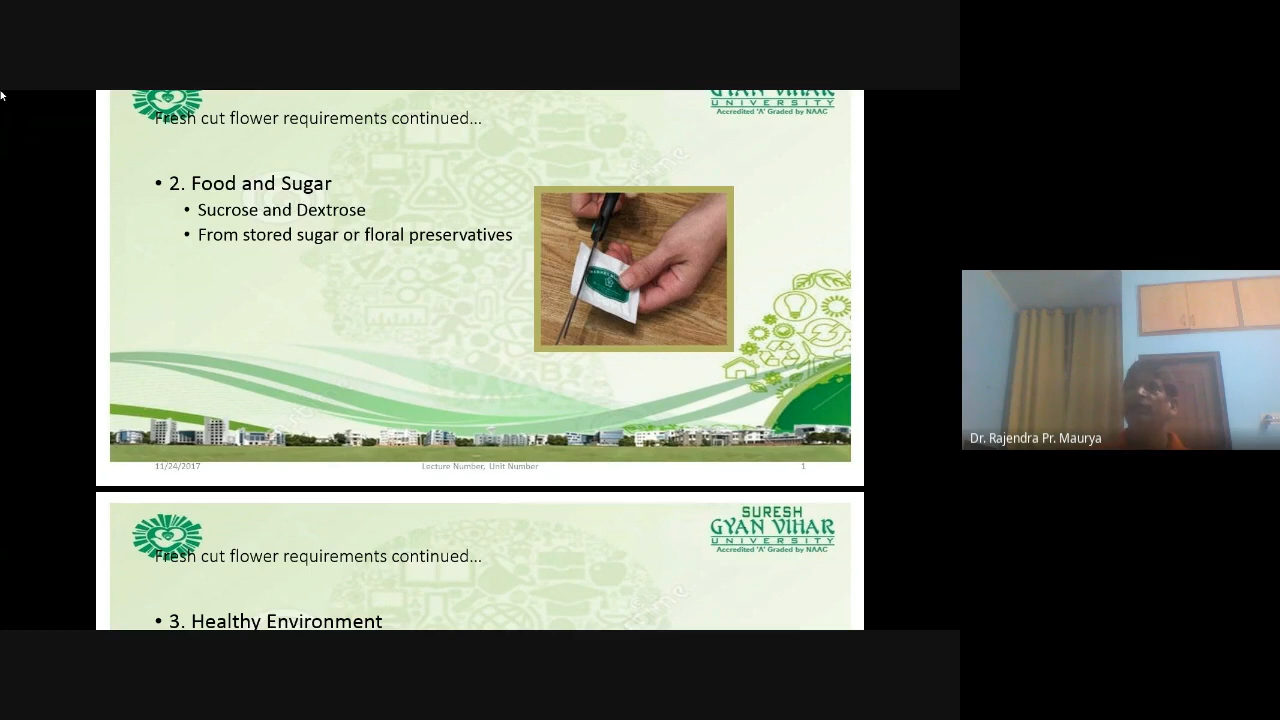 GYAN VIHAR
UNIVERSITY
Accredited 'A' Graded by NAAC
Fresh cut flower requirements continued...
• 2. Food and Sugar
• Sucrose and Dextrose
• From stored sugar or floral preservatives
11/24/2017
Lecture Number, Unit Number
1
Dr. Rajendra Pr. Maurya
SURESH
GYAN VIHAR
UNIVERSITY
Accredited 'A' Graded by NAAC
Fresh cut flower requirements continued...
• 3. Healthy Environment